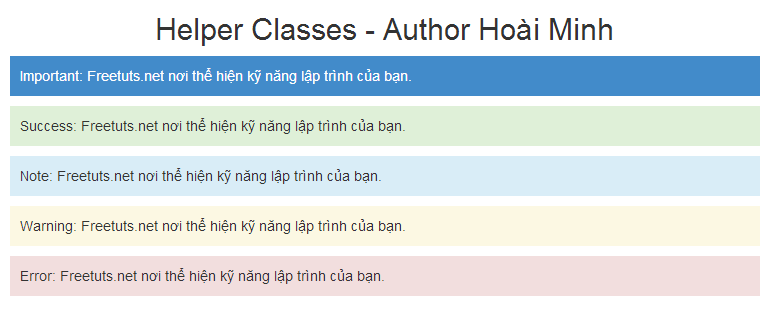 Helper Classes - Author Hoài Minh
Important: Freetuts.net nơi thể hiện kỹ năng lập trình của bạn.
Success: Freetuts.net nơi thể hiện kỹ năng lập trình của bạn.
Note: Freetuts.net nơi thể hiện kỹ năng lập trình của bạn.
Warning: Freetuts.net nơi thể hiện kỹ năng lập trình của bạn.
Error: Freetuts.net nơi thể hiện kỹ năng lập trình của bạn.